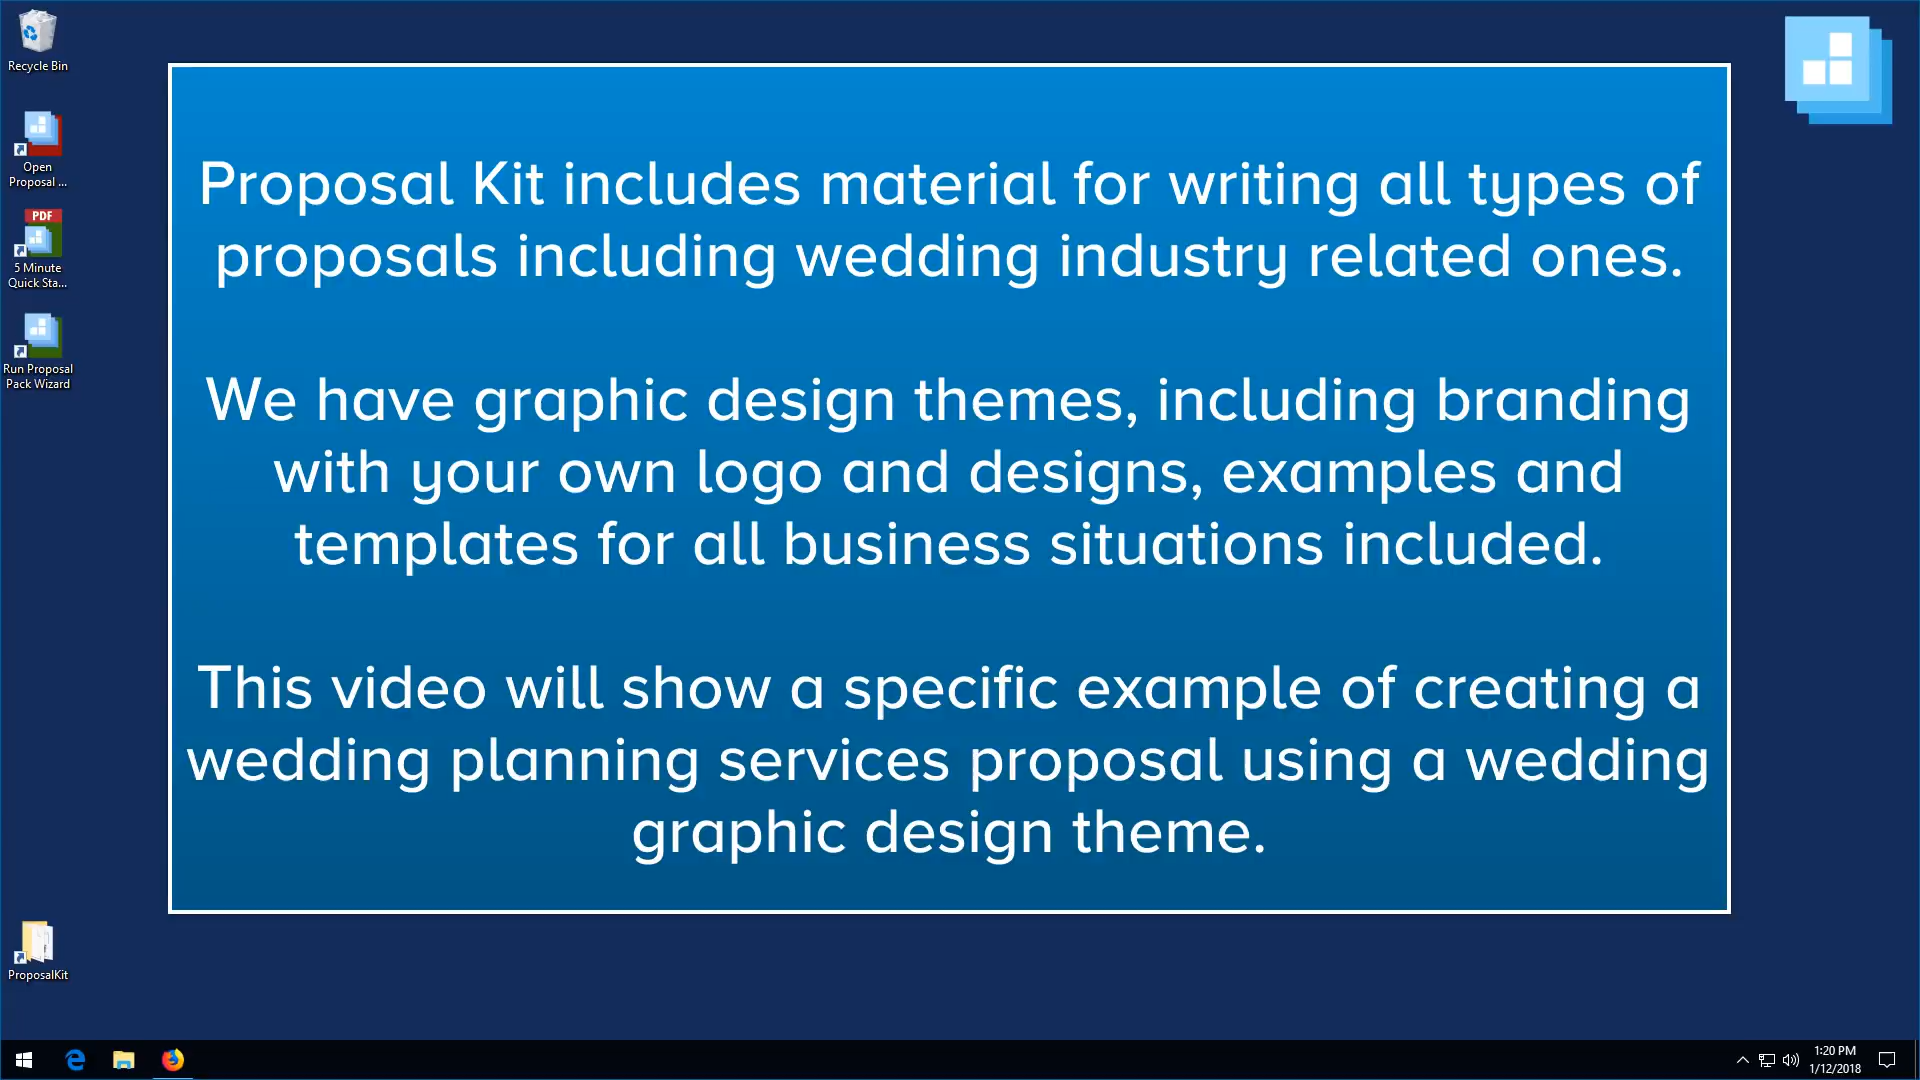 Recycle Bin
Open
Proposal ...
PDF
5 Minute
Quick Sta...
Run Proposal
Pack Wizard
ProposalKit
Proposal Kit includes material for writing all types of
proposals including wedding industry related ones.
We have graphic design themes, including branding
with your own logo and designs, examples and
templates for all business situations included.
This video will show a specific example of creating a
wedding planning services proposal using a wedding
graphic design theme.
1:20 PM
1/12/2018